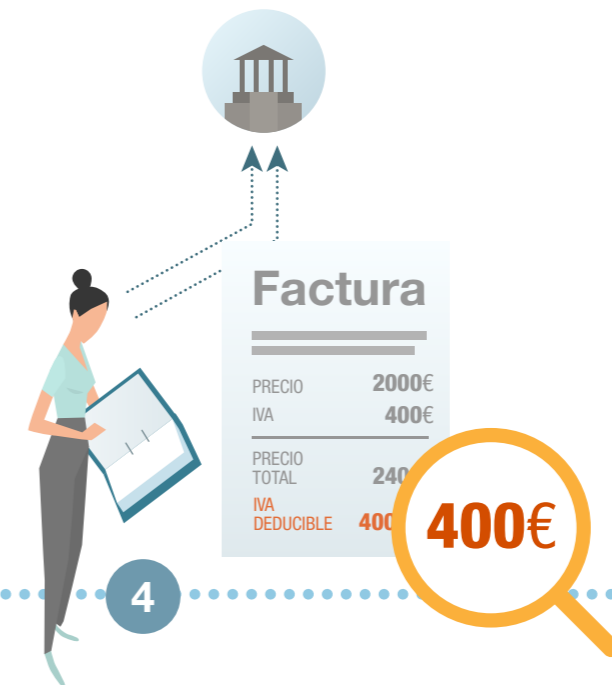 Factura
PRECIO 2000€
IVA 400€
PRECIO
TOTAL 240
IVA
DEDUCIBLE 400
400€
4